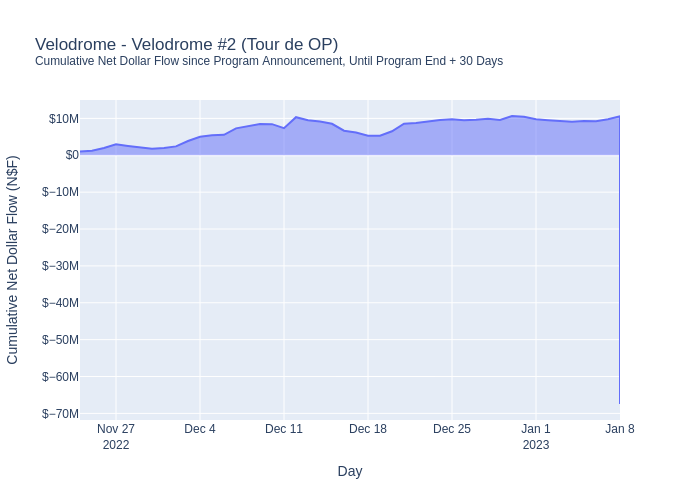 Velodrome - Velodrome #2 (Tour de OP)
Cumulative Net Dollar Flow since Program Announcement, Until Program End + 30 Days
Cumulative Net Dollar Flow (N$F)
$10M
$0
$−10M
$−20M
$−30M
$−40M
$−50M
$−60M
$−70M
Nov 27
2022
Dec 4
Dec 11
Dec 18
Dec 25
Jan 1
2023
Jan 8
Day